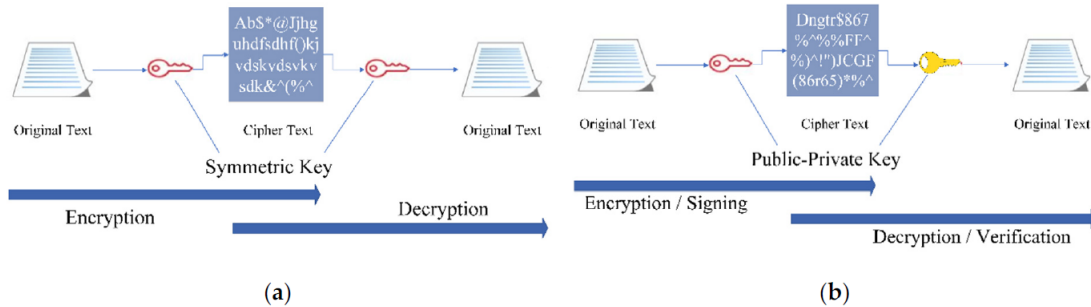 Ab$*@Jjhg
uhdfsdhf()kj
vdskvdsvkv
sdk&^(%^
Original Text
Cipher Text
Original Text
Symmetric Key
Encryption
Decryption
(a)
Dngtr$867
%^%%FF^
%)^!")JCGF
(86r65)*%^
Original Text
Cipher Text
Original Text
Public-Private Key
Encryption / Signing
Decryption / Verification
(b)